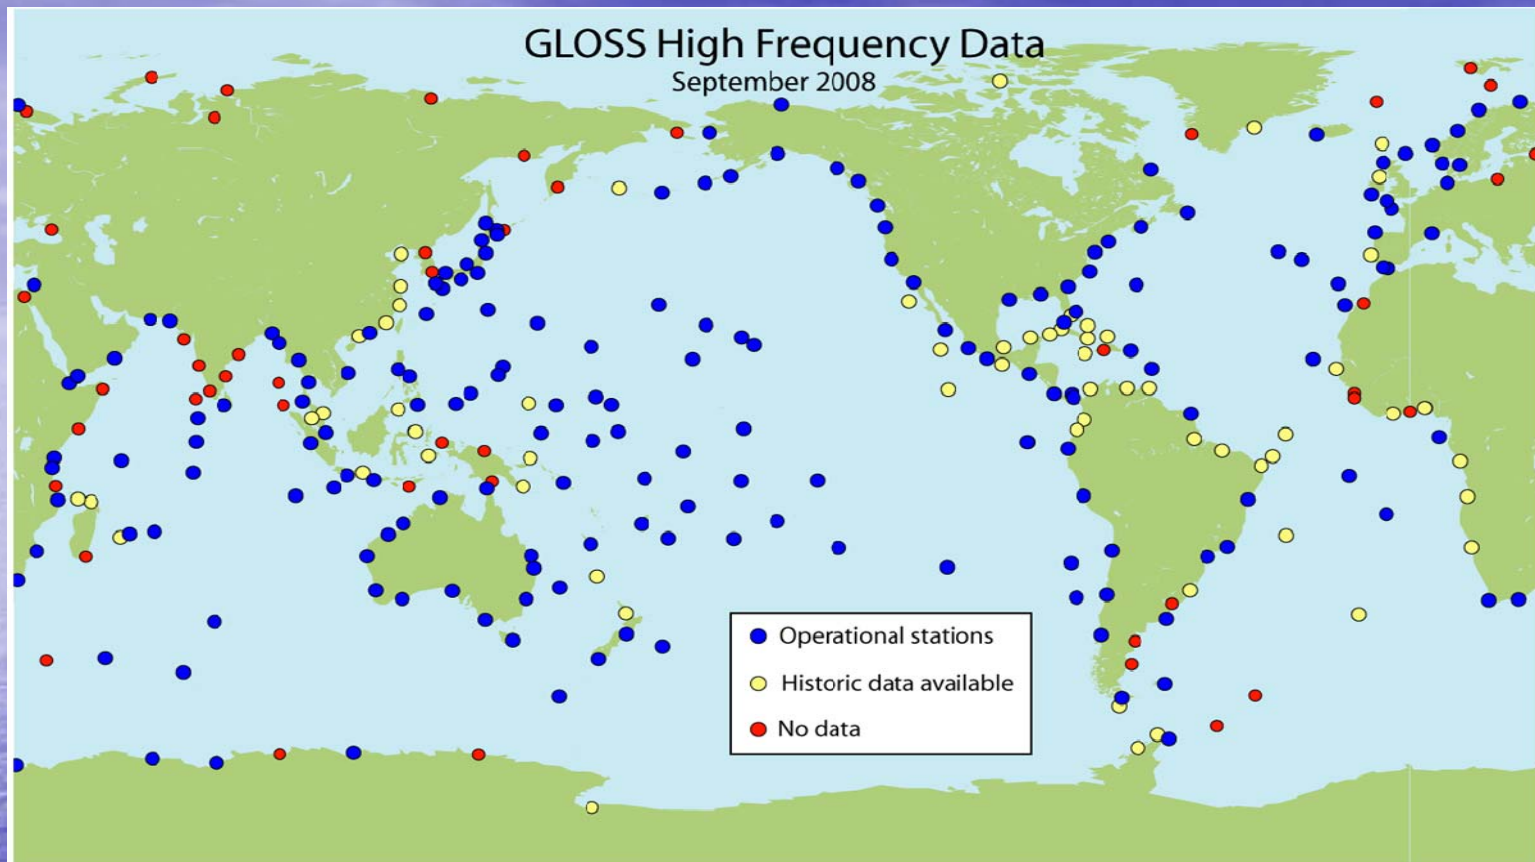 GLOSS High Frequency Data
September 2008
Operational stations
Historic data available
No data